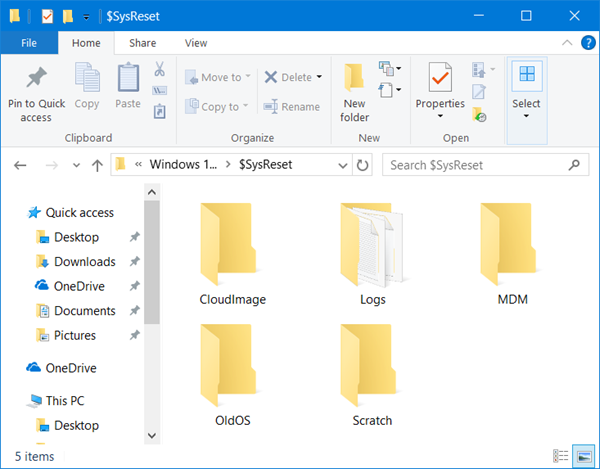 $SysReset
File Home Share View
Pin to Quick access
Copy
Paste
Move to
Copy to
Delete
Rename
New folder
Properties
Select
Clipboard Organize New Open
Windows 1... $SysReset
Search $SysReset
Quick access
Desktop
Downloads
OneDrive
Documents
Pictures
OneDrive
This PC
Desktop
CloudImage
Logs
MDM
OldOS
Scratch
5 items